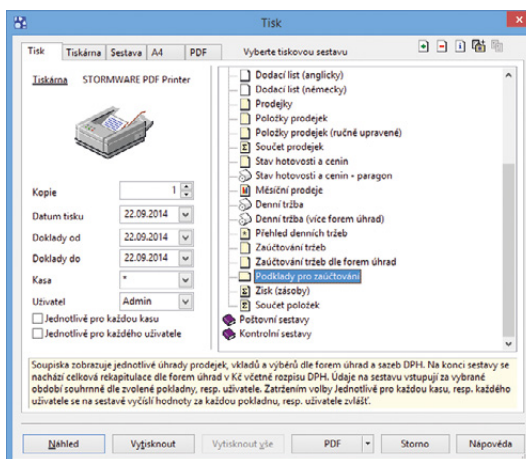 Tisk
Tisk
Tiskárna
Sestava
A4
PDF
Vyberte tiskovou sestavu
Tiskárna STORMWARE PDF Printer
Kopie 1
Datum tisku 22.09.2014
Doklady od 22.09.2014
Doklady do 22.09.2014
Kasa *
Uživatel Admin
Jednotlivě pro každou kasu
Jednotlivě pro každého uživatele
Dodací list (anglicky)
Dodací list (německy)
Prodejky
Položky prodejek
Položky prodejek (ručně upravené)
Součet prodejek
Stav hotovosti a cenin
Stav hotovosti a cenin - paragon
Měsíční prodeje
Denní tržba
Denní tržba (více forem úhrad)
Přehled denních tržeb
Zaúčtování tržeb
Zaúčtování tržeb dle forem úhrad
Podklady pro zaúčtování
Zisk (zásoby)
Součet položek
Poštovní sestavy
Kontrolní sestavy
Soupiska zobrazuje jednotlivé úhrady prodejek, vkladů a výběrů dle forem úhrad a sazeb DPH. Na konci sestavy se
nachází celková rekapitulace dle forem úhrad v Kč včetně rozpisu DPH. Údaje na sestavu vstupují za vybrané
období souhrnně dle zvolené pokladny, resp. uživatele. Zatržením volby Jednotlivě pro každou kasu, resp. každého
uživatele se na sestavě vyčíslí hodnoty za každou pokladnu, resp. uživatele zvlášť.
Náhled
Vytisknout
Vytisknout vše
PDF
Storno
Nápověda